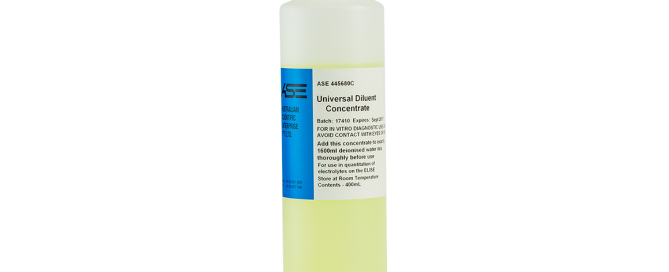 ASE
ASE 445680C
Universal Diluent
Concentrate
Batch: 17410 Expires: Sept
FOR IN VITRO DIAGNOSTIC
AVOID CONTACT WITH EYES
Add this concentrate to
1600ml deionised water
thoroughly before use
For use in quantitation of
electrolytes on the ELISE
Store at Room Temperature
Contents - 400mL